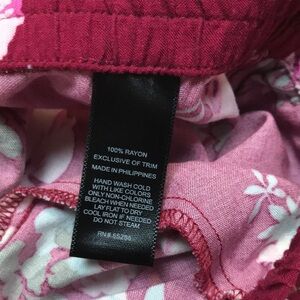 100% RAYON
EXCLUSIVE OF TRIM
MADE IN PHILIPPINES
HAND WASH COLD
WITH LIKE COLORS
ONLY NON-CHLORINE
BLEACH WHEN NEEDED
LAY FLAT TO DRY
COOL IRON IF NEEDED
DO NOT STEAM
RN#